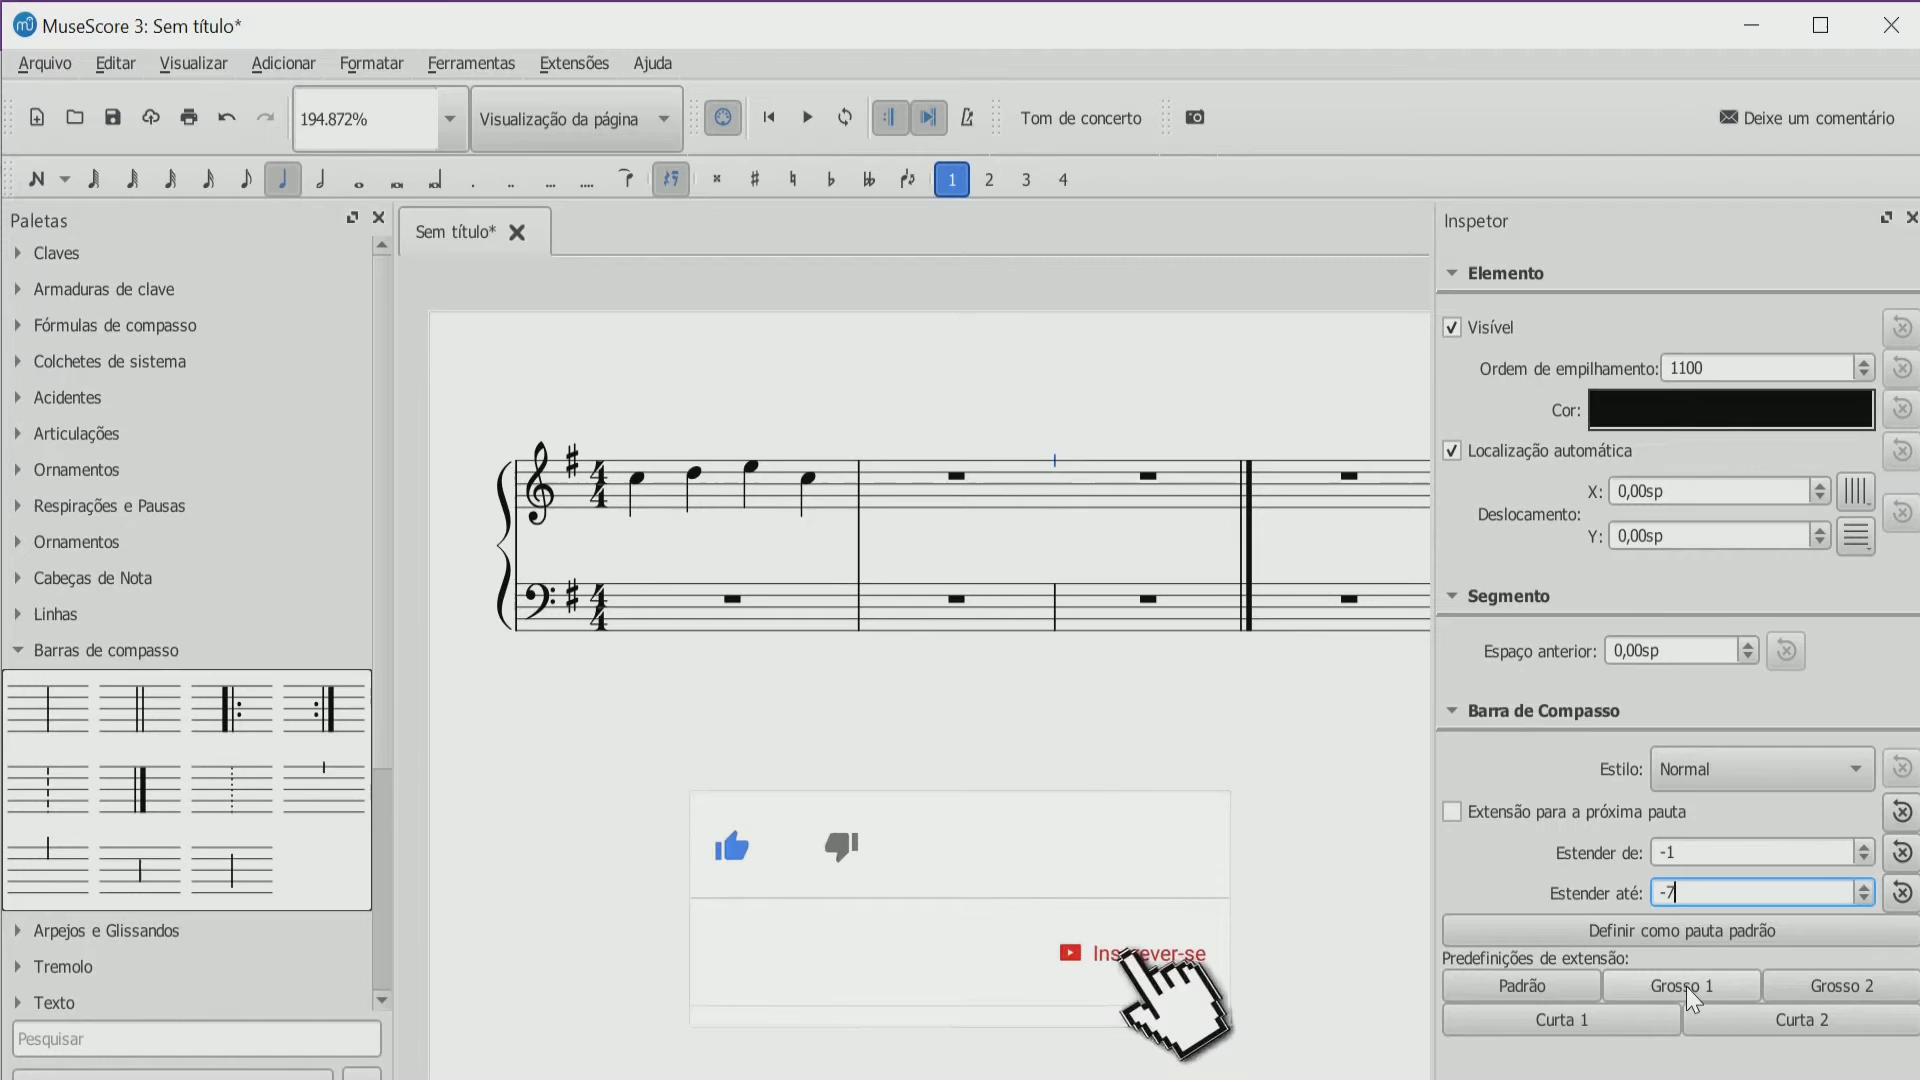 MuseScore 3: Sem título*
Arquivo Editar Visualizar Adicionar Formatar Ferramentas Extensões Ajuda
194.872% Visualização da página Tom de concerto Deixe um comentário
1 2 3 4
Paletas
Claves
Armaduras de clave
Fórmulas de compasso
Colchetes de sistema
Acidentes
Articulações
Ornamentos
Respirações e Pausas
Ornamentos
Cabeças de Nota
Linhas
Barras de compasso
Arpejos e Glissandos
Tremolo
Texto
Pesquisar
Sem título*
Inspetor
Elemento
Visível
Ordem de empilhamento: 1100
Cor:
Localização automática
X: 0,00sp
Deslocamento:
Y: 0,00sp
Segmento
Espaço anterior: 0,00sp
Barra de Compasso
Estilo: Normal
Extensão para a próxima pauta
Estender de: -1
Estender até: -7
Definir como pauta padrão
Predefinições de extensão:
Padrão Grosso 1 Grosso 2
Curta 1 Curta 2
Inscrever-se